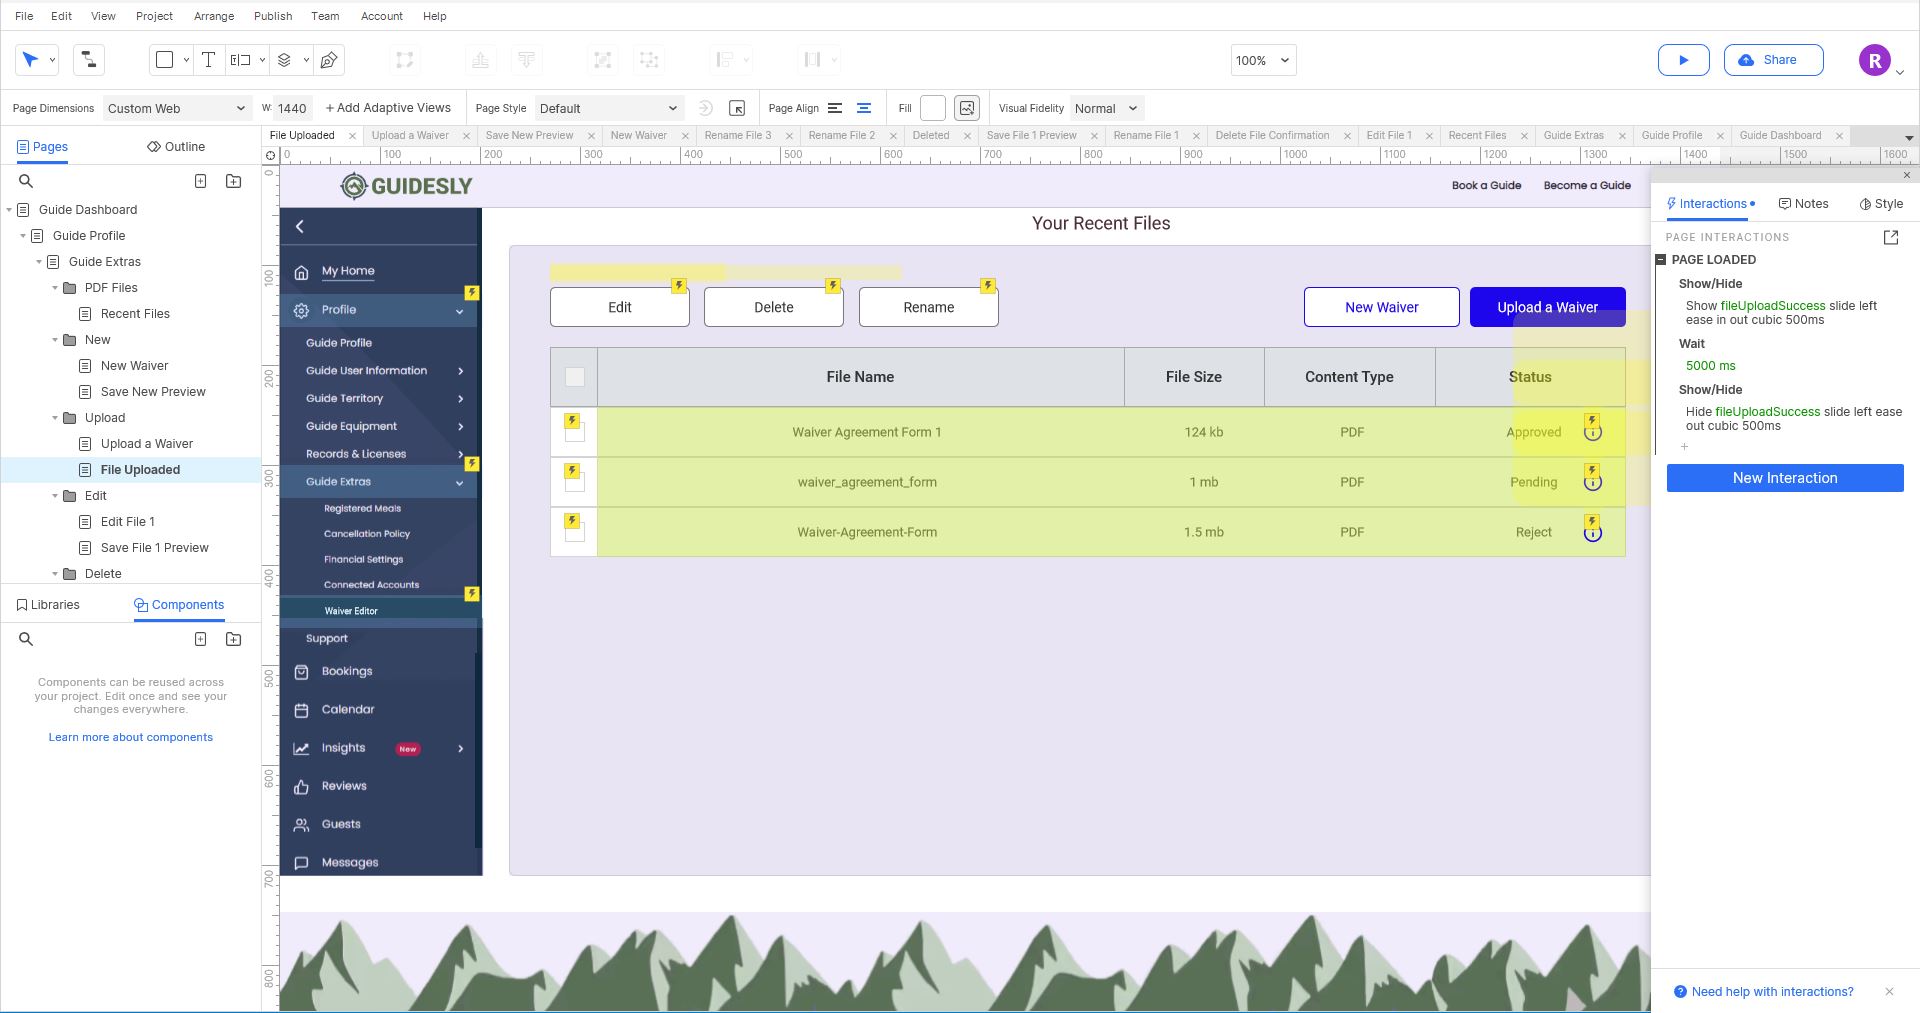 File Edit View Project Arrange Publish Team Account Help
100% Share R
Page Dimensions Custom Web W: 1440 + Add Adaptive Views Page Style Default Page Align Fill Visual Fidelity Normal
File Uploaded Upload a Waiver Save New Preview New Waiver Rename File 3 Rename File 2 Deleted Save File 1 Preview Rename File 1 Delete File Confirmation Edit File 1 Recent Files Guide Extras Guide Profile Guide Dashboard
0 100 200 300 400 500 600 700 800 900 1000 1100 1200 1300 1400 1500 1600
0
100
200
300
400
500
600
700
800
Pages Outline
Guide Dashboard
Guide Profile
Guide Extras
PDF Files
Recent Files
New
New Waiver
Save New Preview
Upload
Upload a Waiver
File Uploaded
Edit
Edit File 1
Save File 1 Preview
Delete
Libraries Components
Components can be reused across
your project. Edit once and see your
changes everywhere.
Learn more about components
GUIDESLY
Book a Guide Become a Guide
My Home
Profile
Guide Profile
Guide User Information
Guide Territory
Guide Equipment
Records & Licenses
Guide Extras
Registered Meals
Cancellation Policy
Financial Settings
Connected Accounts
Waiver Editor
Support
Bookings
Calendar
Insights New
Reviews
Guests
Messages
Your Recent Files
Edit Delete Rename New Waiver Upload a Waiver
File Name File Size Content Type Status
Waiver Agreement Form 1 124 kb PDF Approved
waiver_agreement_form 1 mb PDF Pending
Waiver-Agreement-Form 1.5 mb PDF Reject
Interactions Notes Style
PAGE INTERACTIONS
PAGE LOADED
Show/Hide
Show fileUploadSuccess slide left
ease in out cubic 500ms
Wait
5000 ms
Show/Hide
Hide fileUploadSuccess slide left ease
out cubic 500ms
+
New Interaction
Need help with interactions?